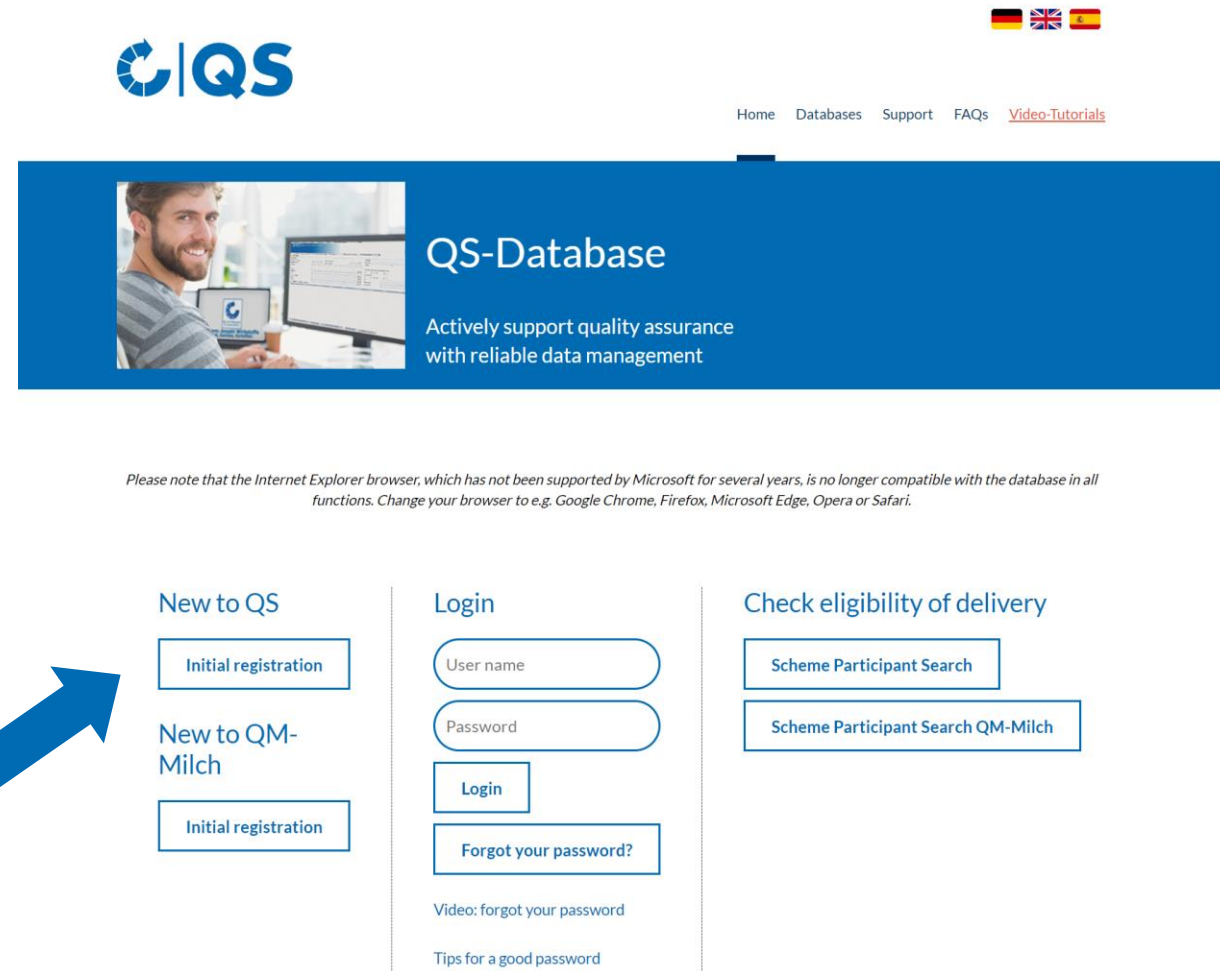 QS
Home Databases Support FAQs Video-Tutorials
QS-Database
Actively support quality assurance
with reliable data management
Please note that the Internet Explorer browser, which has not been supported by Microsoft for several years, is no longer compatible with the database in all
functions. Change your browser to e.g. Google Chrome, Firefox, Microsoft Edge, Opera or Safari.
New to QS
Initial registration
New to QM-
Milch
Initial registration
Login
User name
Password
Login
Forgot your password?
Video: forgot your password
Tips for a good password
Check eligibility of delivery
Scheme Participant Search
Scheme Participant Search QM-Milch